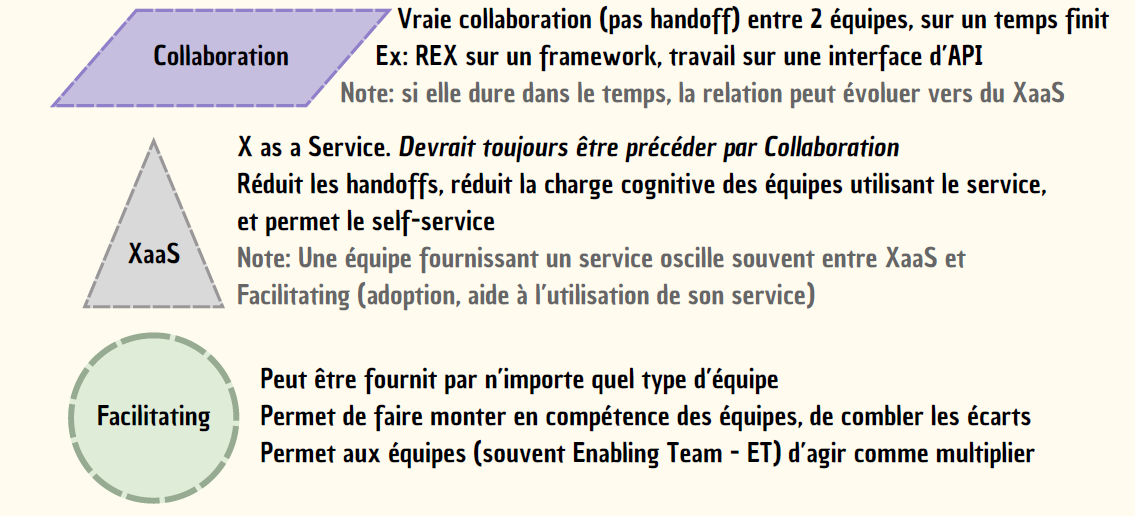 Collaboration
Vraie collaboration (pas handoff) entre 2 équipes, sur un temps finit
Ex: REX sur un framework, travail sur une interface d'API
Note: si elle dure dans le temps, la relation peut évoluer vers du XaaS
XaaS
X as a Service. Devrait toujours être précéder par Collaboration
Réduit les handoffs, réduit la charge cognitive des équipes utilisant le service,
et permet le self-service
Note: Une équipe fournissant un service oscille souvent entre XaaS et
Facilitating (adoption, aide à l'utilisation de son service)
Facilitating
Peut être fournit par n'importe quel type d'équipe
Permet de faire monter en compétence des équipes, de combler les écarts
Permet aux équipes (souvent Enabling Team - ET) d'agir comme multiplier